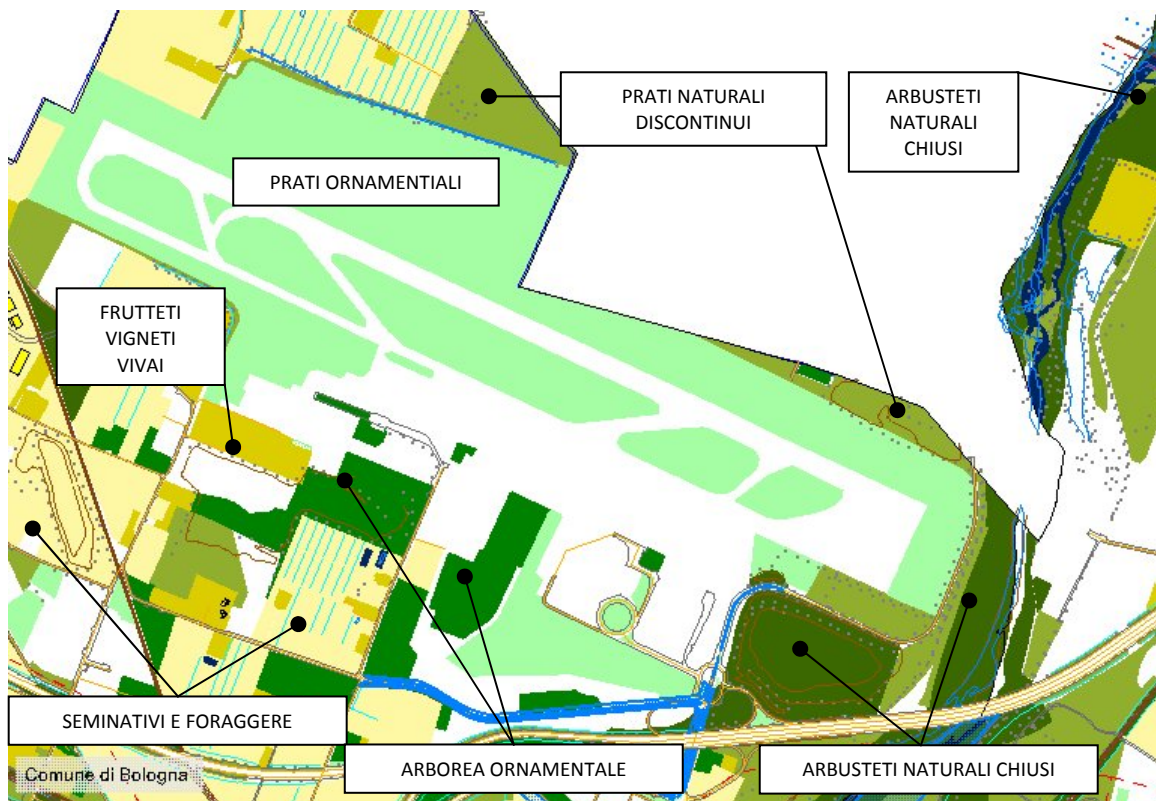 PRATI NATURALI
DISCONTINUI
ARBUSTETI
NATURALI
CHIUSI
PRATI ORNAMENTIALI
FRUTTETI
VIGNETI
VIVAI
SEMINATIVI E FORAGGERE
ARBOREA ORNAMENTALE
ARBUSTETI NATURALI CHIUSI
Comune di Bologna